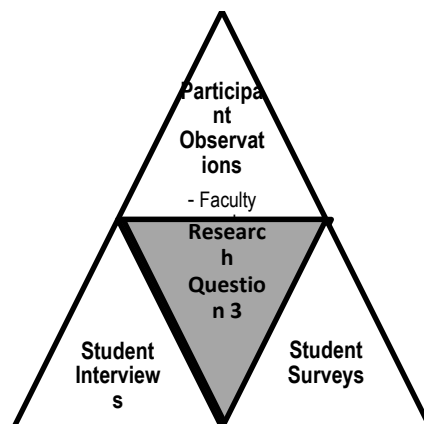 Participa
nt
Observat
ions
- Faculty
Researc
h
Questio
n 3
Student
Interview
s
Student
Surveys